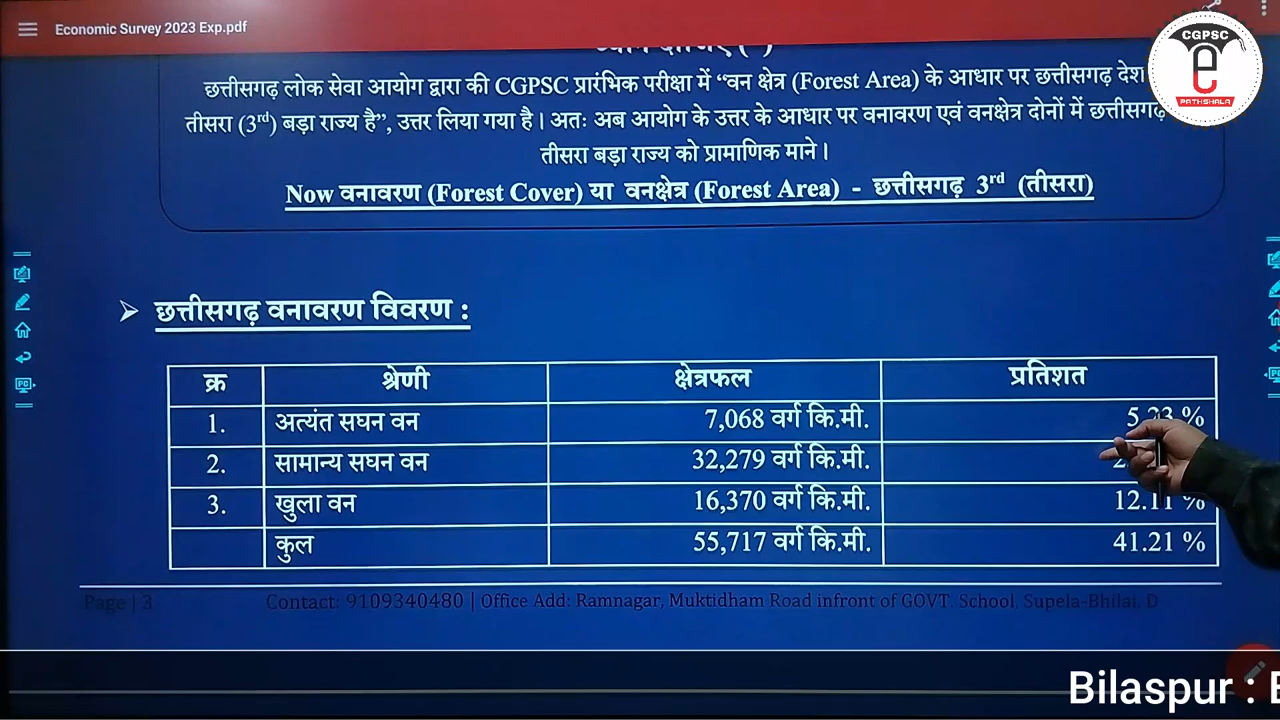 Economic Survey 2023 Exp.pdf
CGPSC
PATHSHALA
छत्तीसगढ़ लोक सेवा आयोग द्वारा की CGPSC प्रारंभिक परीक्षा में “वन क्षेत्र (Forest Area) के आधार पर छत्तीसगढ़ देश
तीसरा (3rd) बड़ा राज्य है”, उत्तर लिया गया है। अतः अब आयोग के उत्तर के आधार पर वनावरण एवं वनक्षेत्र दोनों में छत्तीसगढ़
तीसरा बड़ा राज्य को प्रामाणिक माने।
Now वनावरण (Forest Cover) या वनक्षेत्र (Forest Area) - छत्तीसगढ़ 3rd (तीसरा)
➢ छत्तीसगढ़ वनावरण विवरण :
क्र श्रेणी क्षेत्रफल प्रतिशत
1. अत्यंत सघन वन 7,068 वर्ग कि.मी. 5.23 %
2. सामान्य सघन वन 32,279 वर्ग कि.मी.
3. खुला वन 16,370 वर्ग कि.मी. 12.11 %
कुल 55,717 वर्ग कि.मी. 41.21 %
Page | 3 Contact: 9109340480 | Office Add: Ramnagar, Muktidham Road infront of GOVT. School, Supela-Bhilai, D
Bilaspur :